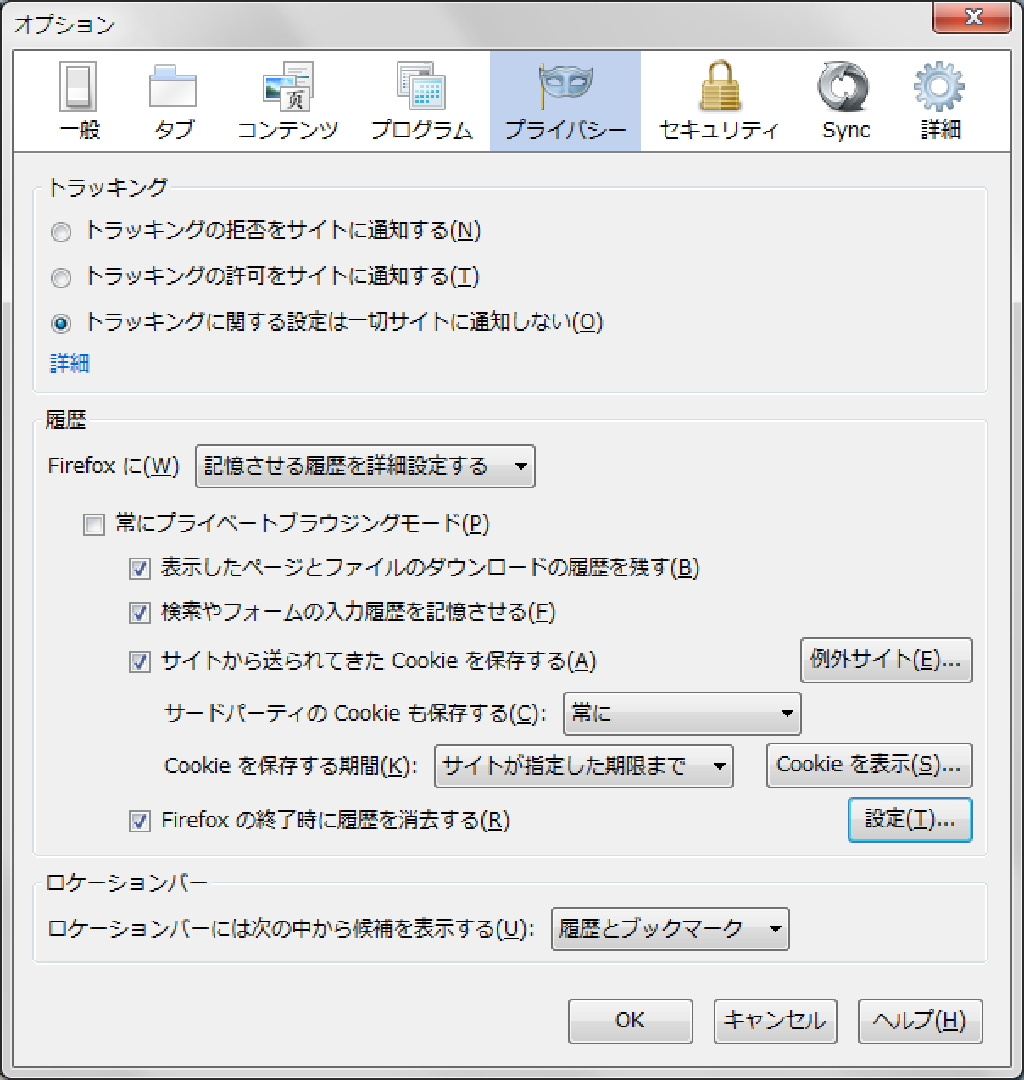 オプション
一般 タブ コンテンツ プログラム プライバシー セキュリティ Sync 詳細
页
トラッキング
トラッキングの拒否をサイトに通知する(N)
トラッキングの許可をサイトに通知する(T)
トラッキングに関する設定は一切サイトに通知しない(O)
詳細
履歴
Firefox に(W) 記憶させる履歴を詳細設定する
常にプライベートブラウジングモード(P)
表示したページとファイルのダウンロードの履歴を残す(B)
検索やフォームの入力履歴を記憶させる(F)
サイトから送られてきた Cookie を保存する(A) 例外サイト(E)...
サードパーティの Cookie も保存する(C): 常に
Cookie を保存する期間(K): サイトが指定した期限まで Cookie を表示(S)...
Firefox の終了時に履歴を消去する(R) 設定(T)...
ロケーションバー
ロケーションバーには次の中から候補を表示する(U): 履歴とブックマーク
OK キャンセル ヘルプ(H)